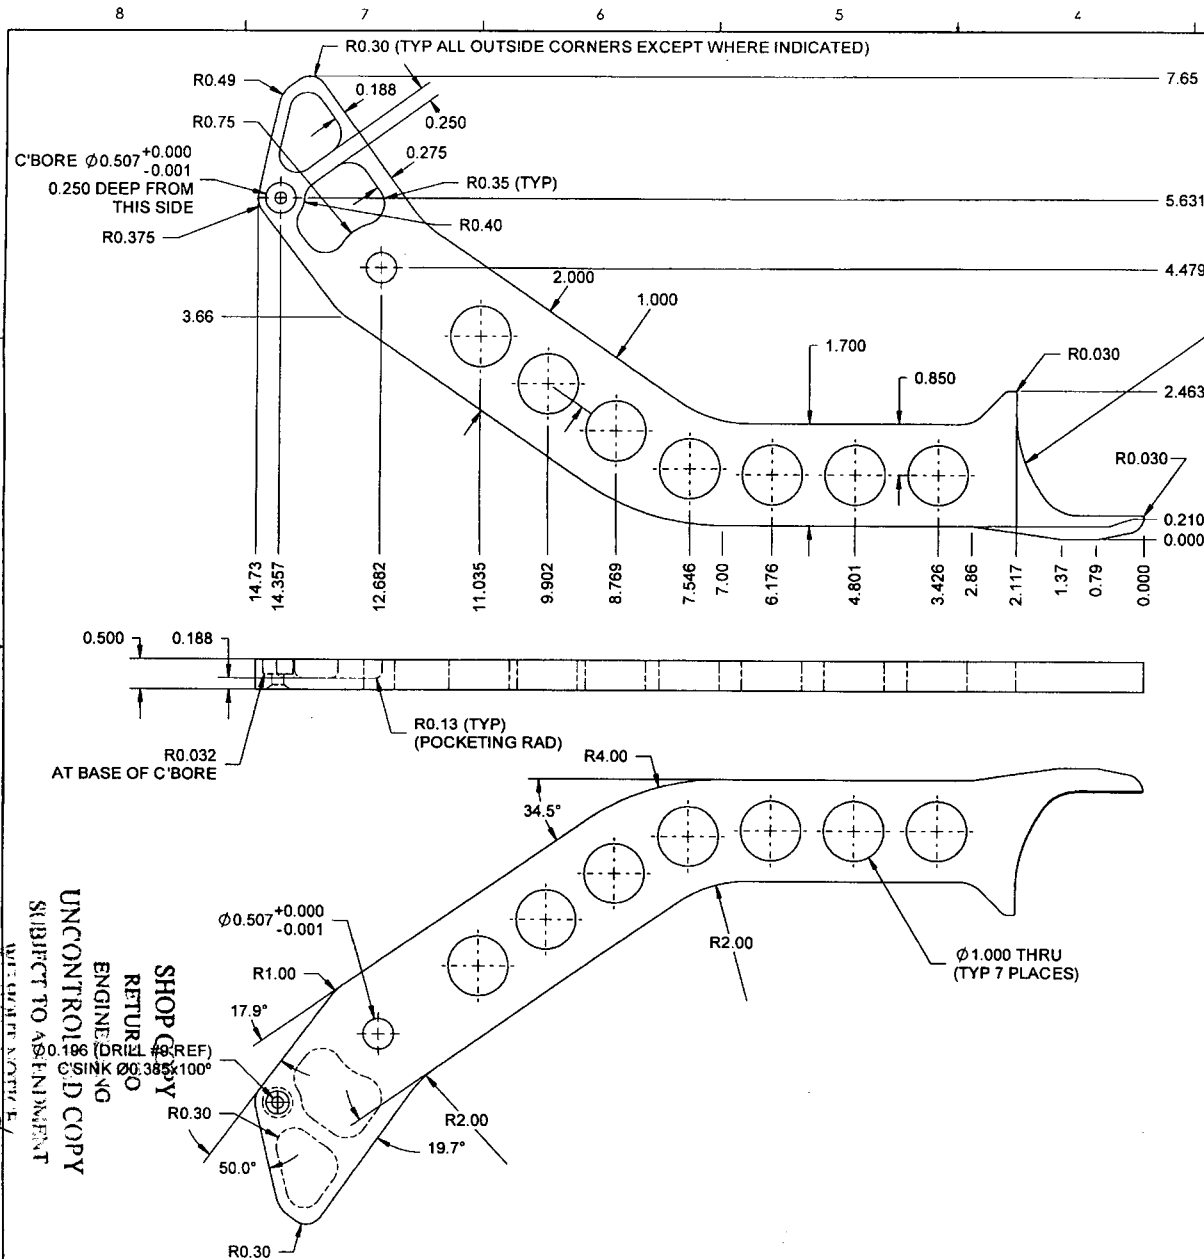 8 7 6 5 4
R0.30 (TYP ALL OUTSIDE CORNERS EXCEPT WHERE INDICATED)
R0.49
0.188
7.65
R0.75
0.250
C'BORE Ø0.507 +0.000
-0.001
0.250 DEEP FROM
THIS SIDE
0.275
R0.35 (TYP)
5.631
R0.375
R0.40
4.479
2.000
1.000
3.66
1.700
0.850
R0.030
2.463
R0.030
0.210
0.000
14.73
14.357
12.682
11.035
9.902
8.769
7.546
7.00
6.176
4.801
3.426
2.86
2.117
1.37
0.79
0.000
0.500
0.188
R0.13 (TYP)
(POCKETING RAD)
R0.032
AT BASE OF C'BORE
R4.00
34.5°
Ø0.507 +0.000
-0.001
R2.00
Ø1.000 THRU
(TYP 7 PLACES)
R1.00
17.9°
Ø0.196 (DRILL #9 REF)
C'SINK Ø0.385x100°
R0.30
R2.00
19.7°
50.0°
R0.30
SHOP COPY
RETURN TO
ENGINEERING
UNCONTROLLED COPY
SUBJECT TO AMENDMENT
WITHOUT NOTICE